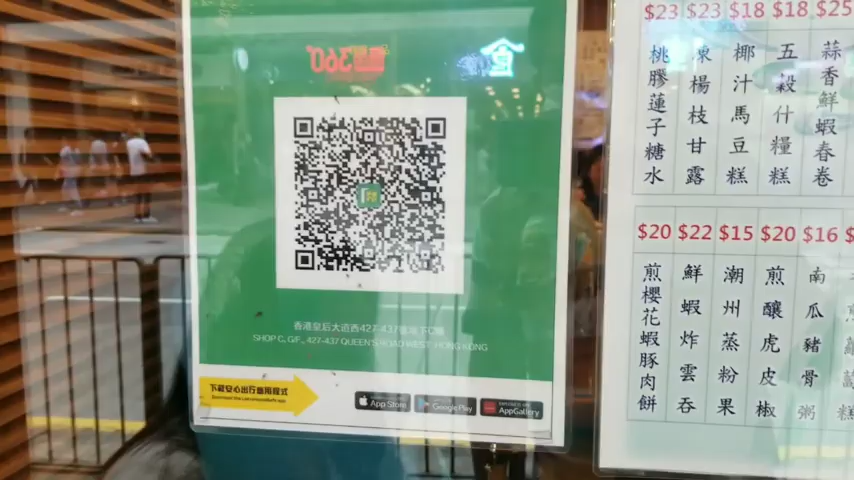 香港皇后大道西427-437號地下C舖
SHOP C, G/F., 427-437 QUEEN'S ROAD WEST, HONG KONG
下載安心出行應用程式
Download the LeaveHomeSafe app
App Store
Google Play
AppGallery
$23 $23 $18 $18 $25
桃膠蓮子糖水
楊枝甘露
椰汁馬豆糕
五穀什糧糕
蒜香鮮蝦春卷
$20 $22 $15 $20 $16
煎櫻花蝦豚肉餅
鮮蝦炸雲吞
潮州蒸粉果
煎釀虎皮椒
南瓜豬骨粥